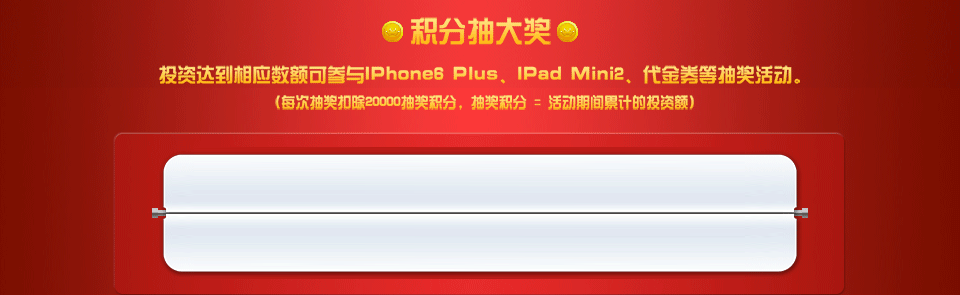 积分抽大奖
投资达到相应数额可参与IPhone6 Plus、IPad Mini2、代金券等抽奖活动。
(每次抽奖扣除20000抽奖积分，抽奖积分 = 活动期间累计的投资额)